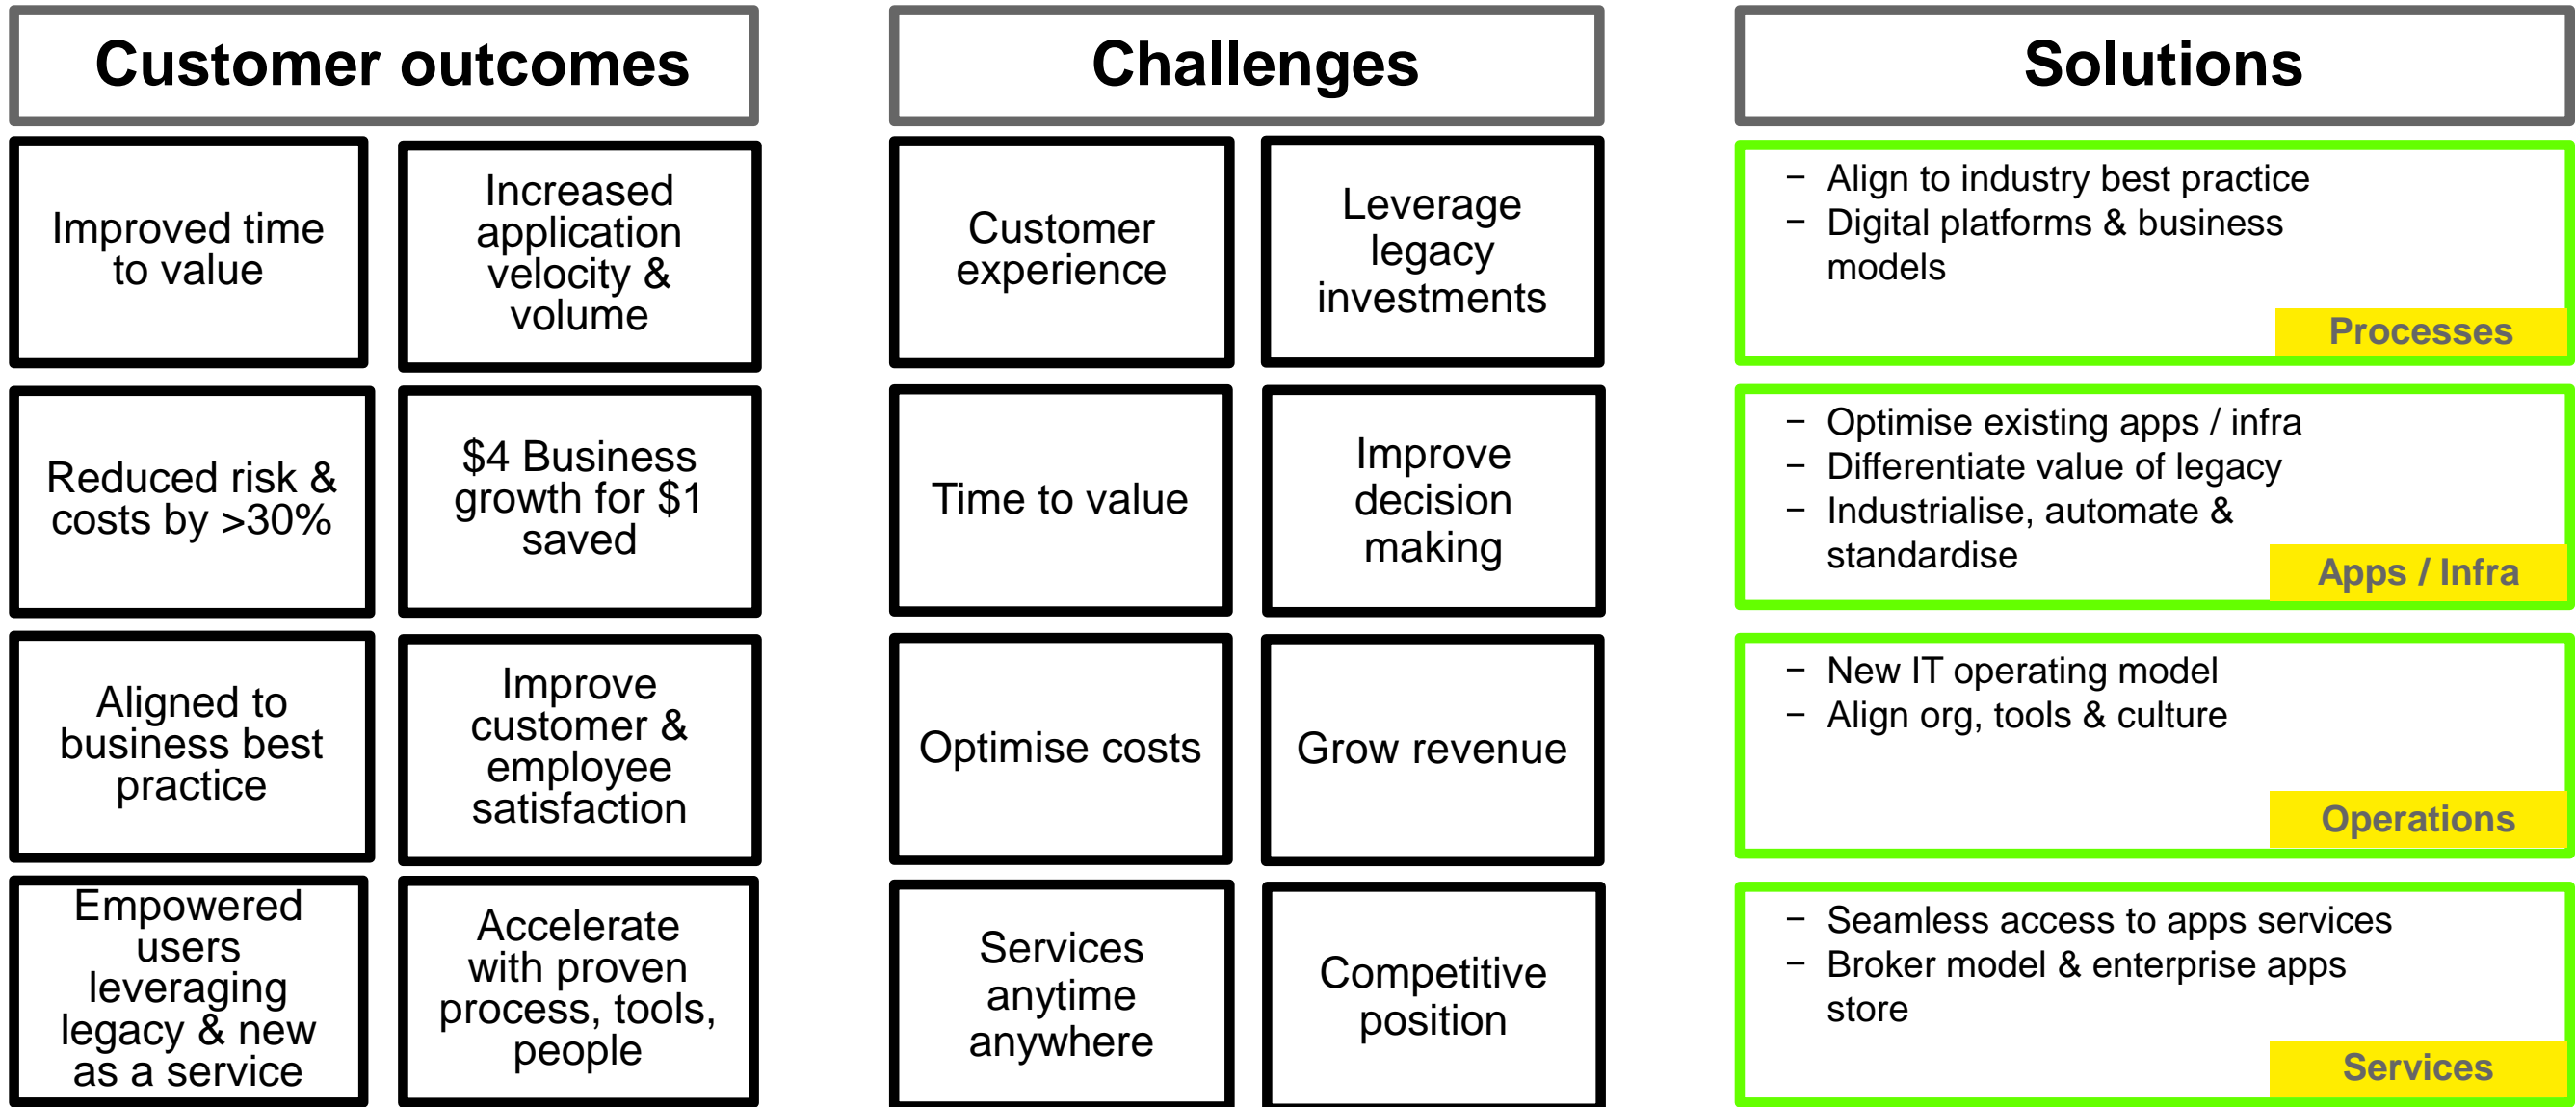 Customer outcomes
Improved time
to value
Increased
application
velocity &
volume
Reduced risk &
costs by >30%
$4 Business
growth for $1
saved
Aligned to
business best
practice
Improve
customer &
employee
satisfaction
Empowered
users
leveraging
legacy & new
as a service
Accelerate
with proven
process, tools,
people
Challenges
Customer
experience
Leverage
legacy
investments
Time to value
Improve
decision
making
Optimise costs
Grow revenue
Services
anytime
anywhere
Competitive
position
Solutions
– Align to industry best practice
– Digital platforms & business
models
Processes
– Optimise existing apps / infra
– Differentiate value of legacy
– Industrialise, automate &
standardise
Apps / Infra
– New IT operating model
– Align org, tools & culture
Operations
– Seamless access to apps services
– Broker model & enterprise apps
store
Services